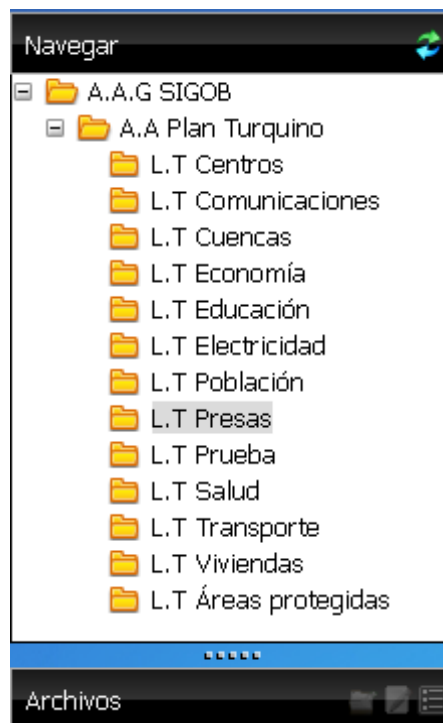 Navegar
A.A.G SIGOB
A.A Plan Turquino
L.T Centros
L.T Comunicaciones
L.T Cuencas
L.T Economía
L.T Educación
L.T Electricidad
L.T Población
L.T Presas
L.T Prueba
L.T Salud
L.T Transporte
L.T Viviendas
L.T Áreas protegidas
Archivos